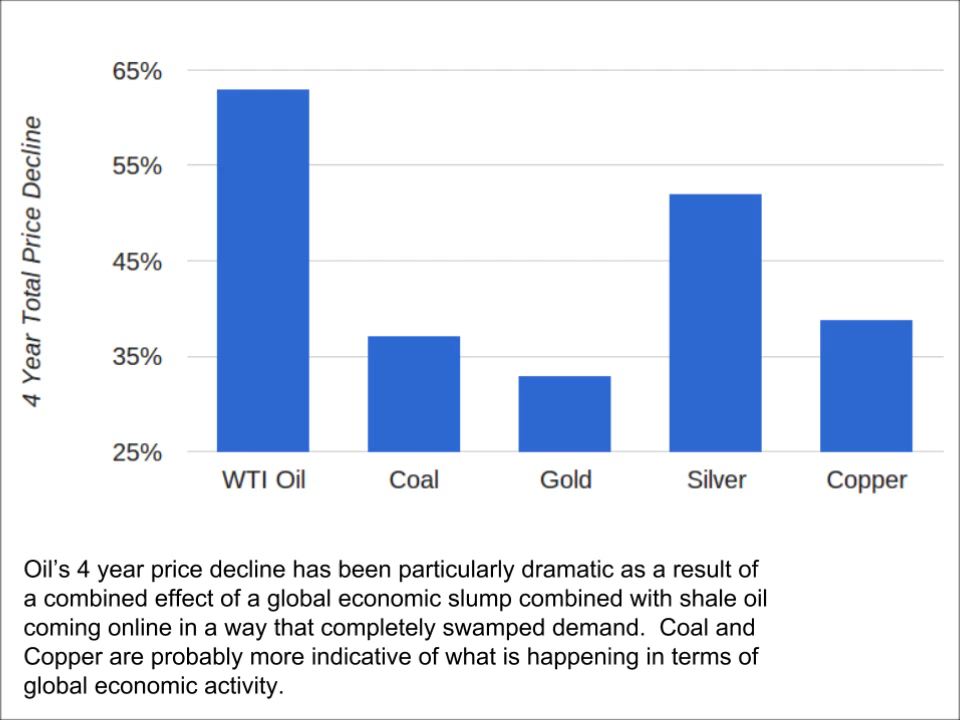 65%
55%
45%
35%
25%
4 Year Total Price Decline
WTI Oil
Coal
Gold
Silver
Copper
Oil’s 4 year price decline has been particularly dramatic as a result of
a combined effect of a global economic slump combined with shale oil
coming online in a way that completely swamped demand.  Coal and
Copper are probably more indicative of what is happening in terms of
global economic activity.